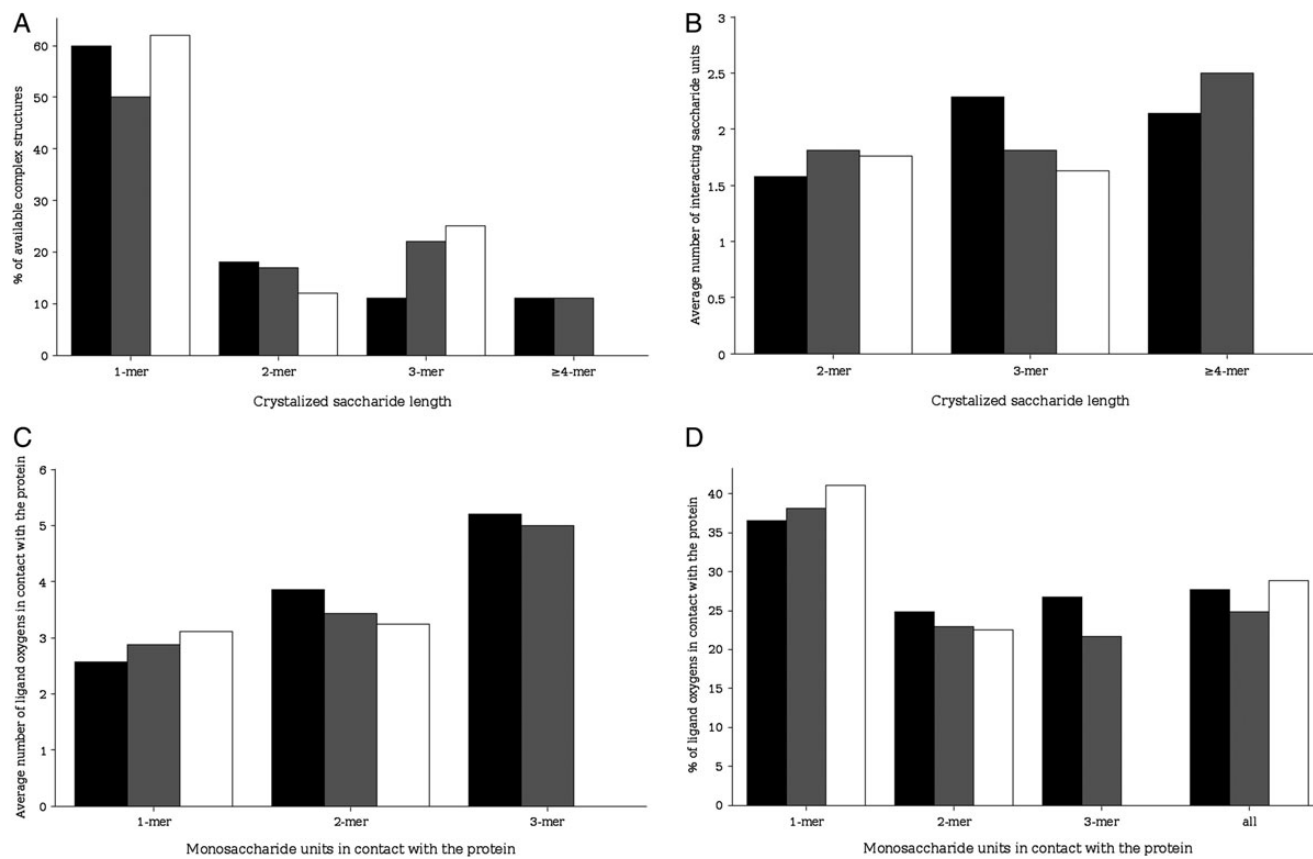 A
% of available complex structures
60
50
40
30
20
10
0
1-mer
2-mer
3-mer
≥4-mer
Crystalized saccharide length
B
Average number of interacting saccharide units
3
2.5
2
1.5
1
0.5
0
2-mer
3-mer
≥4-mer
Crystalized saccharide length
C
Average number of ligand oxygens in contact with the protein
6
5
4
3
2
1
0
1-mer
2-mer
3-mer
Monosaccharide units in contact with the protein
D
% of ligand oxygens in contact with the protein
40
35
30
25
20
15
10
5
0
1-mer
2-mer
3-mer
all
Monosaccharide units in contact with the protein